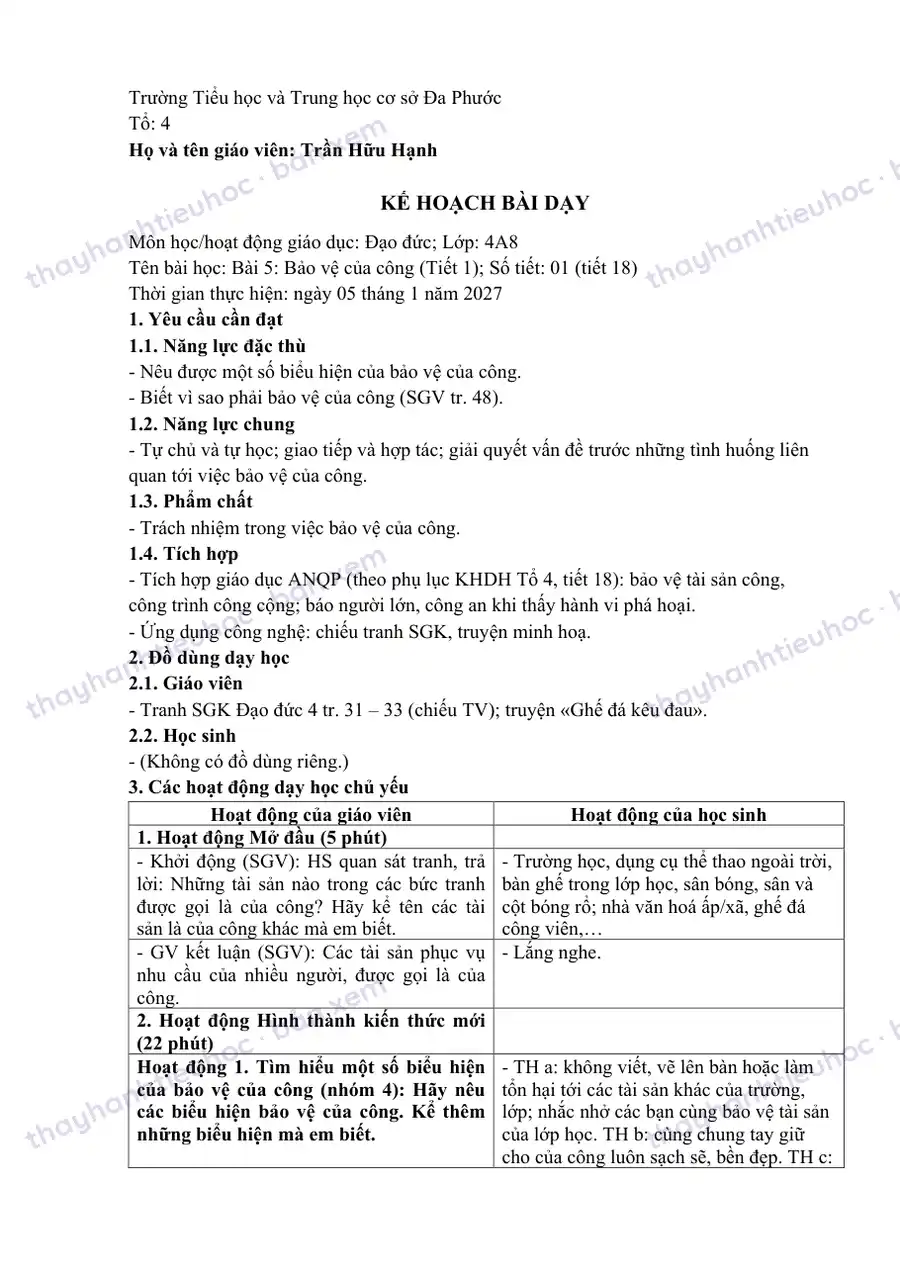 Trường Tiểu học và Trung học cơ sở Đa Phước
Tổ: 4
Họ và tên giáo viên: Trần Hữu Hạnh
KẾ HOẠCH BÀI DẠY
Môn học/hoạt động giáo dục: Đạo đức; Lớp: 4A8
Tên bài học: Bài 5: Bảo vệ của công (Tiết 1); Số tiết: 01 (tiết 18)
Thời gian thực hiện: ngày 05 tháng 1 năm 2027
1. Yêu cầu cần đạt
1.1. Năng lực đặc thù
- Nêu được một số biểu hiện của bảo vệ của công.
- Biết vì sao phải bảo vệ của công (SGV tr. 48).
1.2. Năng lực chung
- Tự chủ và tự học; giao tiếp và hợp tác; giải quyết vấn đề trước những tình huống liên
quan tới việc bảo vệ của công.
1.3. Phẩm chất
- Trách nhiệm trong việc bảo vệ của công.
1.4. Tích hợp
- Tích hợp giáo dục ANQP (theo phụ lục KHDH Tổ 4, tiết 18): bảo vệ tài sản công,
công trình công cộng; báo người lớn, công an khi thấy hành vi phá hoại.
- Ứng dụng công nghệ: chiếu tranh SGK, truyện minh hoạ.
2. Đồ dùng dạy học
2.1. Giáo viên
- Tranh SGK Đạo đức 4 tr. 31 – 33 (chiếu TV); truyện «Ghế đá kêu đau».
2.2. Học sinh
- (Không có đồ dùng riêng.)
3. Các hoạt động dạy học chủ yếu
Hoạt động của giáo viên
Hoạt động của học sinh
1. Hoạt động Mở đầu (5 phút)
- Khởi động (SGV): HS quan sát tranh, trả
lời: Những tài sản nào trong các bức tranh
được gọi là của công? Hãy kể tên các tài
sản là của công khác mà em biết.
- Trường học, dụng cụ thể thao ngoài trời,
bàn ghế trong lớp học, sân bóng, sân và
cột bóng rổ; nhà văn hoá ấp/xã, ghế đá
công viên,…
- GV kết luận (SGV): Các tài sản phục vụ
nhu cầu của nhiều người, được gọi là của
công.
- Lắng nghe.
2. Hoạt động Hình thành kiến thức mới
(22 phút)
Hoạt động 1. Tìm hiểu một số biểu hiện
của bảo vệ của công (nhóm 4): Hãy nêu
các biểu hiện bảo vệ của công. Kể thêm
những biểu hiện mà em biết.
- TH a: không viết, vẽ lên bàn hoặc làm
tổn hại tới các tài sản khác của trường,
lớp; nhắc nhở các bạn cùng bảo vệ tài sản
của lớp học. TH b: cùng chung tay giữ
cho của công luôn sạch sẽ, bền đẹp. TH c:
thayhanhtieuhoc · bản xem
thayhanhtieuhoc · b
thayhanhtieuhoc · bản xem
thayhanhtieuhoc · b
thayhanhtieuhoc · bản xem
thayhanhtieuhoc · b